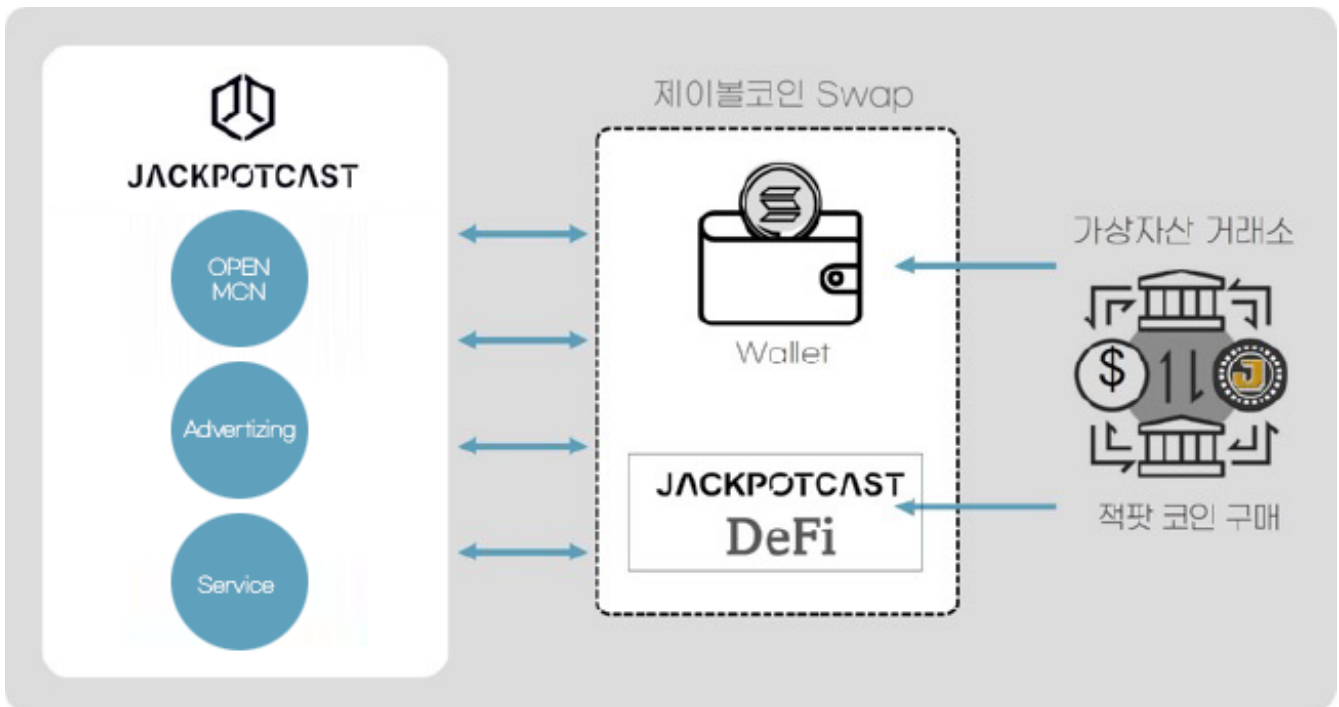 JACKPOTCAST
OPEN
MCN
Advertizing
Service
제이볼코인 Swap
Wallet
JACKPOTCAST
DeFi
가상자산 거래소
$
J
잭팟 코인 구매